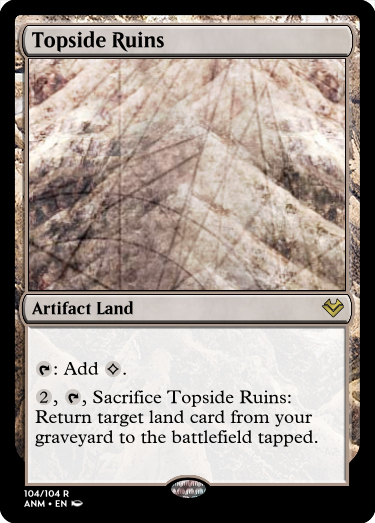 Topside Ruins
Artifact Land
: Add .
2, , Sacrifice Topside Ruins:
Return target land card from your
graveyard to the battlefield tapped.
104/104 R
ANM • EN